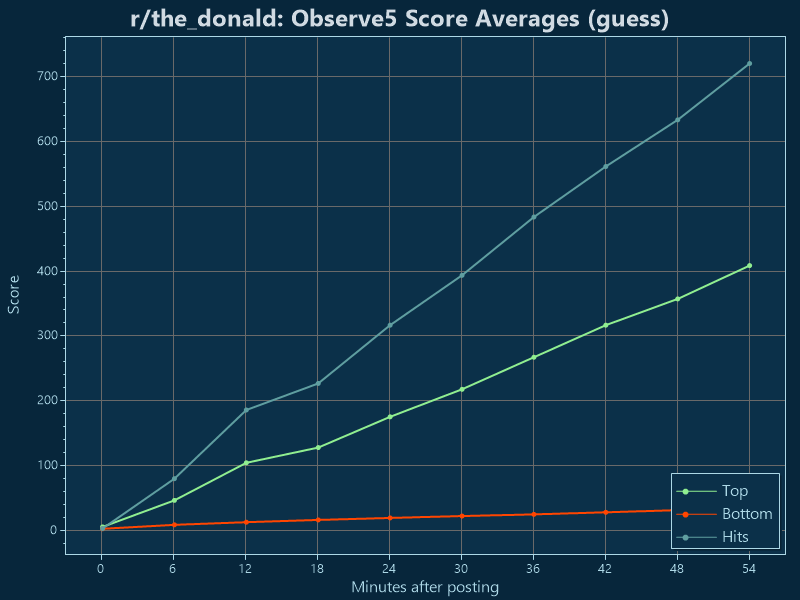 r/the_donald: Observe5 Score Averages (guess)
Score
700
600
500
400
300
200
100
0
0 6 12 18 24 30 36 42 48 54
Minutes after posting
Top
Bottom
Hits